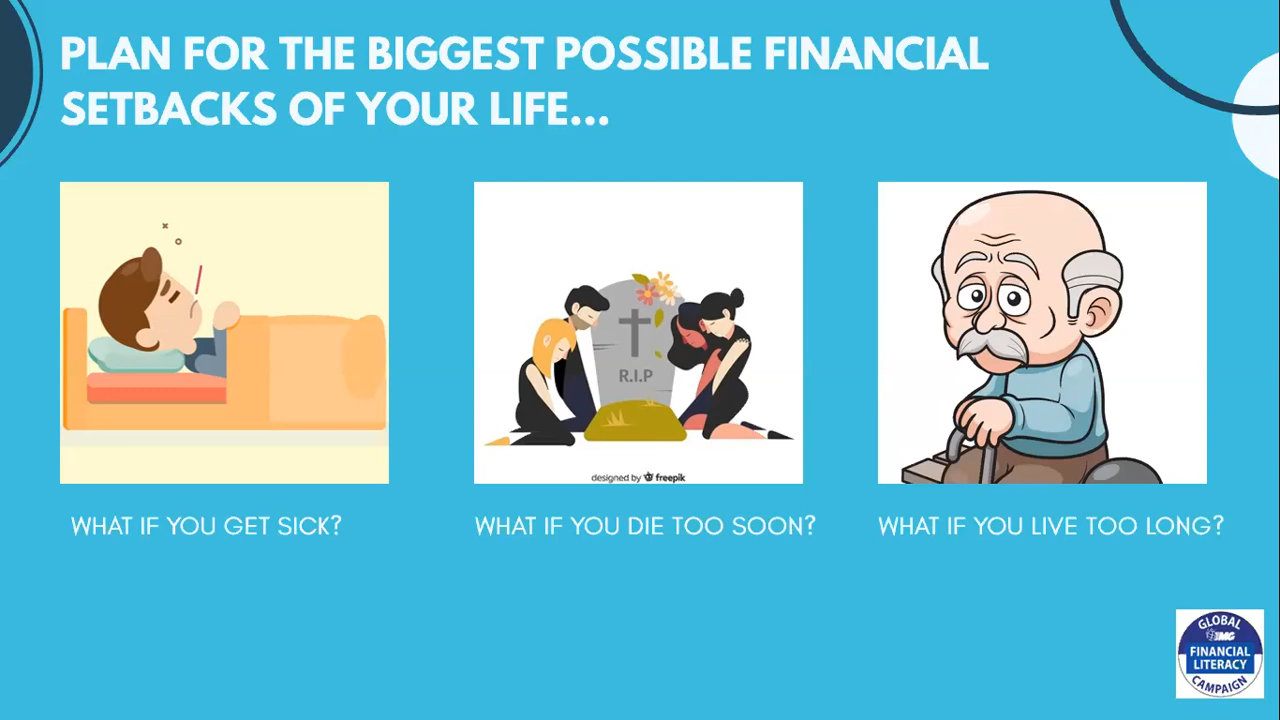 PLAN FOR THE BIGGEST POSSIBLE FINANCIAL
SETBACKS OF YOUR LIFE...
R.I.P
designed by freepik
WHAT IF YOU GET SICK?
WHAT IF YOU DIE TOO SOON?
WHAT IF YOU LIVE TOO LONG?
GLOBAL
IMG
FINANCIAL
LITERACY
CAMPAIGN